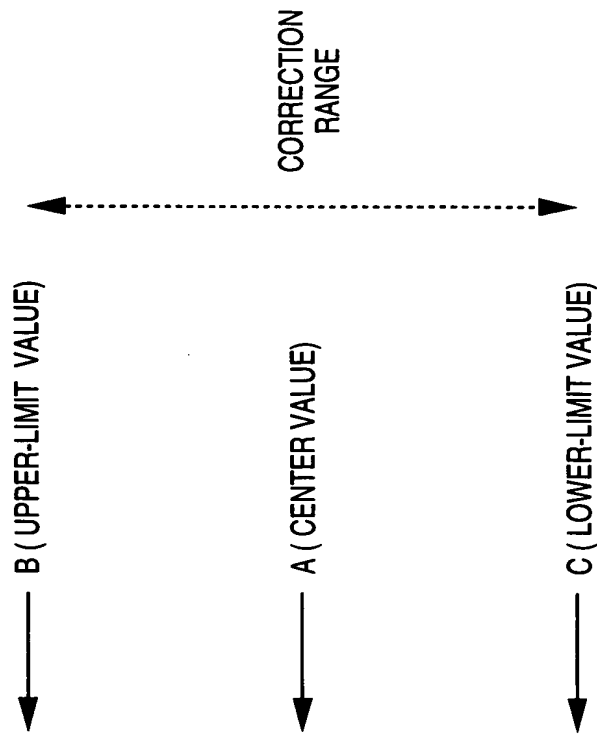 B ( UPPER-LIMIT VALUE)
A ( CENTER VALUE)
C ( LOWER-LIMIT VALUE)
CORRECTION
RANGE